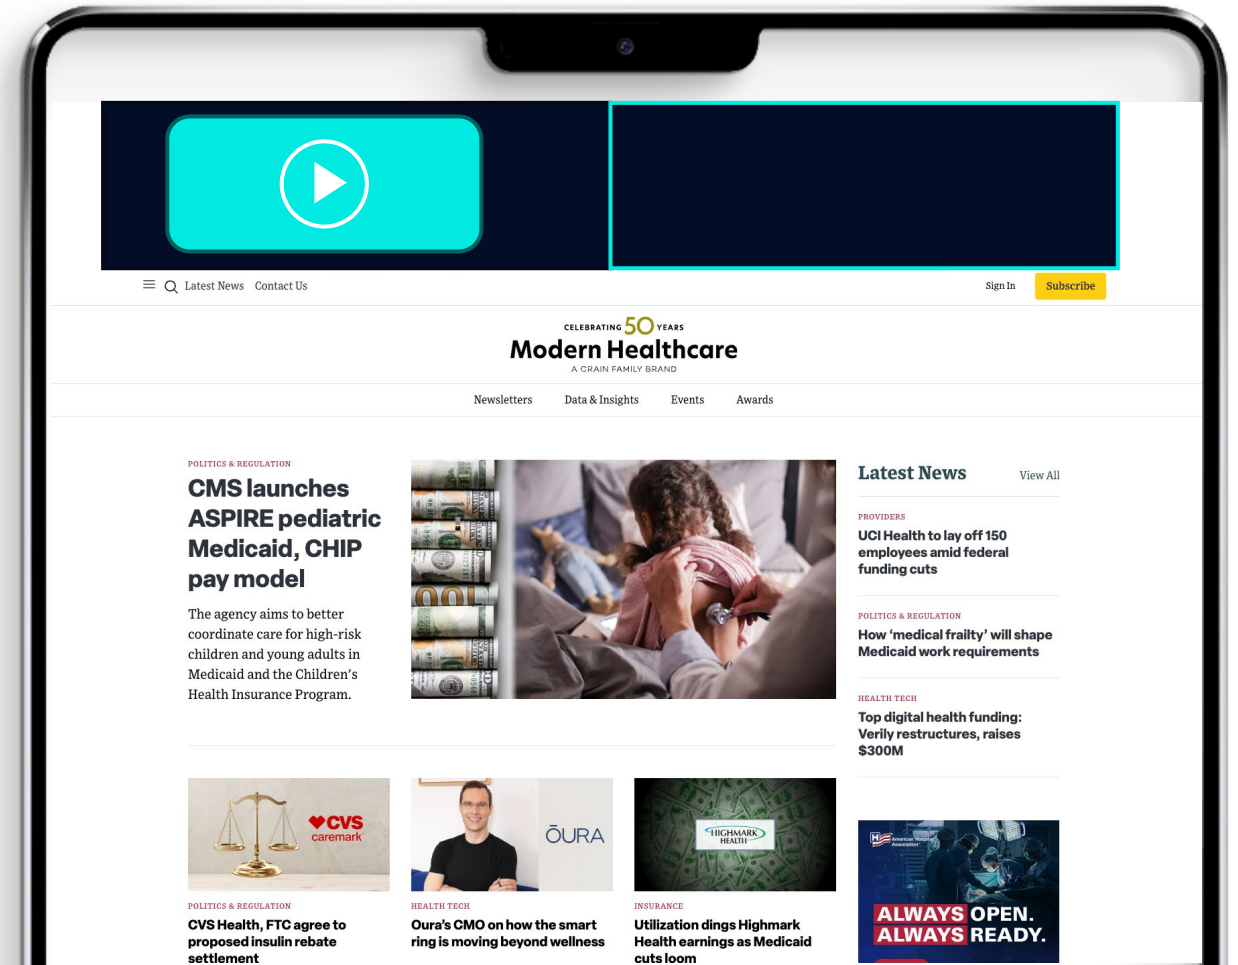 Latest News Contact Us
Sign In
Subscribe
CELEBRATING 50 YEARS
Modern Healthcare
A CRAIN FAMILY BRAND
Newsletters Data & Insights Events Awards
POLITICS & REGULATION
CMS launches
ASPIRE pediatric
Medicaid, CHIP
pay model
The agency aims to better
coordinate care for high-risk
children and young adults in
Medicaid and the Children's
Health Insurance Program.
Latest News
View All
PROVIDERS
UCI Health to lay off 150
employees amid federal
funding cuts
POLITICS & REGULATION
How ‘medical frailty’ will shape
Medicaid work requirements
HEALTH TECH
Top digital health funding:
Verily restructures, raises
$300M
CVS
caremark
POLITICS & REGULATION
CVS Health, FTC agree to
proposed insulin rebate
settlement
ŌURA
HEALTH TECH
Oura’s CMO on how the smart
ring is moving beyond wellness
HIGHMARK
HEALTH
INSURANCE
Utilization dings Highmark
Health earnings as Medicaid
cuts loom
American Hospital
Association
ALWAYS OPEN.
ALWAYS READY.